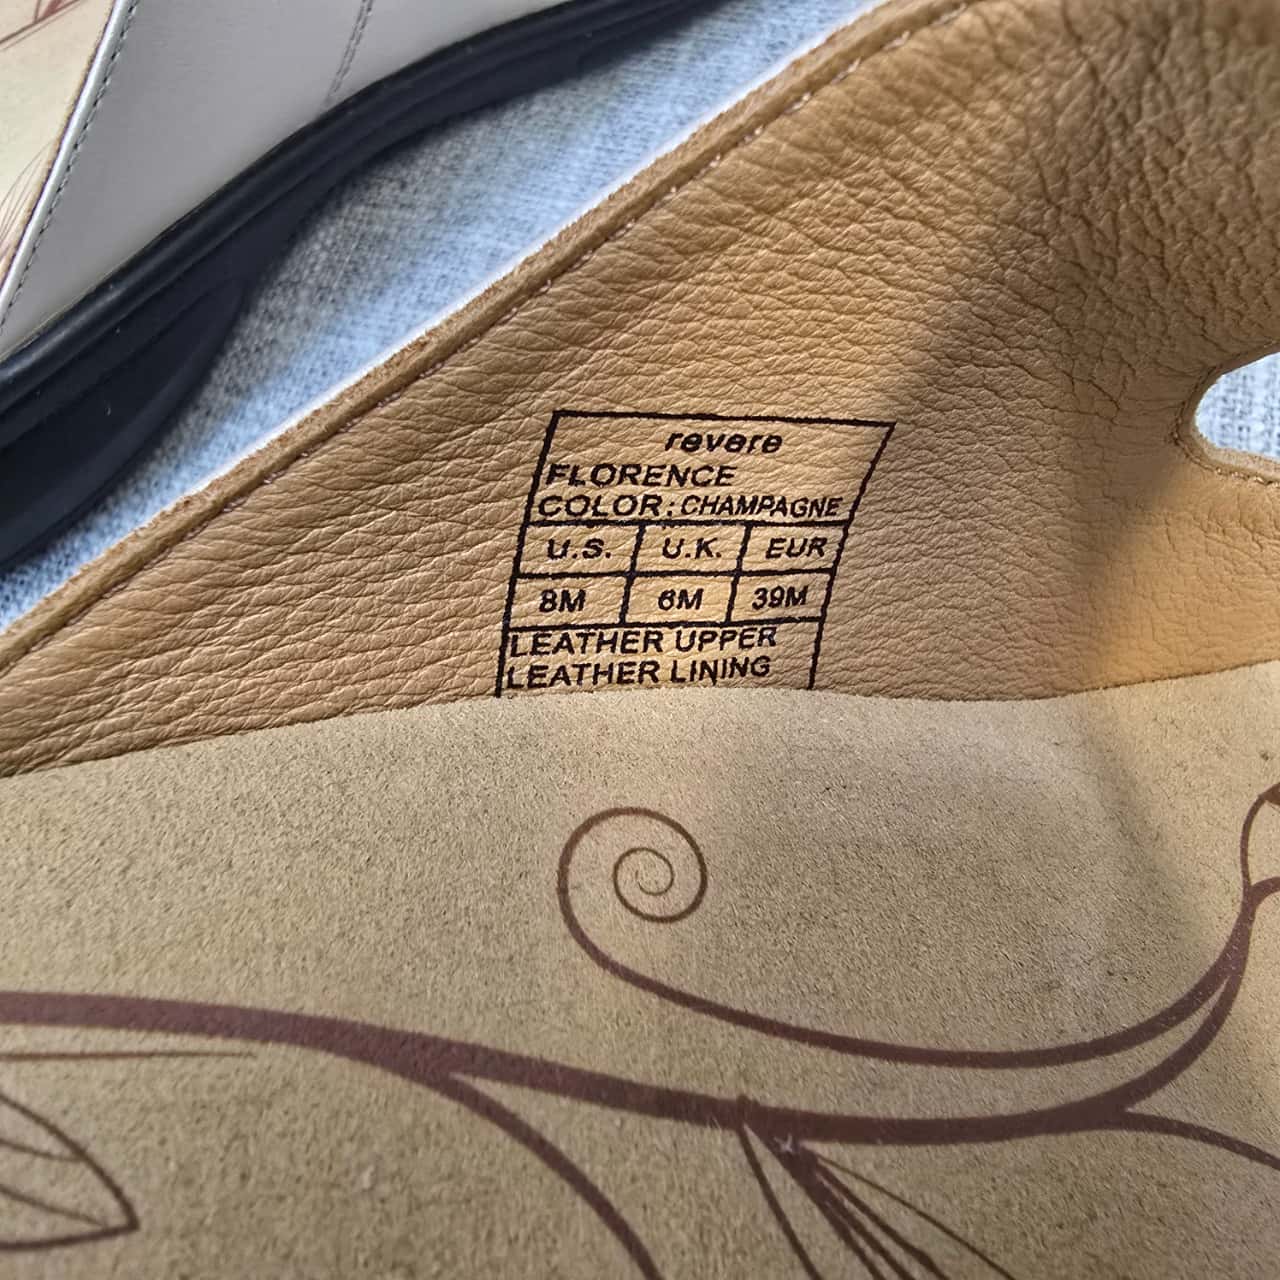 revere
FLORENCE
COLOR: CHAMPAGNE
U.S. U.K. EUR
8M 6M 39M
LEATHER UPPER
LEATHER LINING